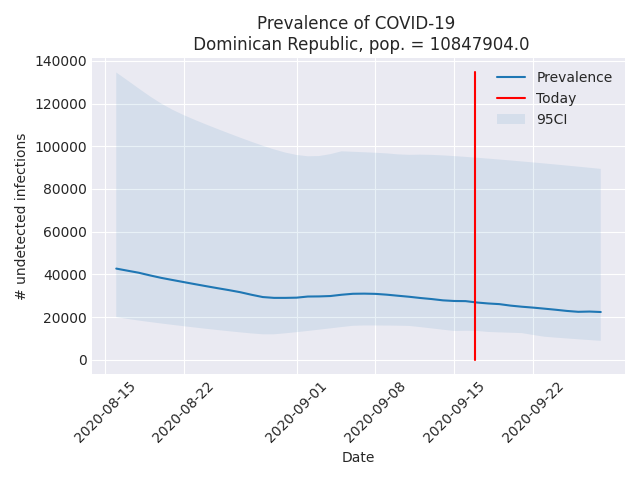 Prevalence of COVID-19
Dominican Republic, pop. = 10847904.0
140000
120000
100000
80000
60000
40000
20000
0
# undetected infections
Prevalence
Today
95CI
2020-08-15
2020-08-22
2020-09-01
2020-09-08
2020-09-15
2020-09-22
Date